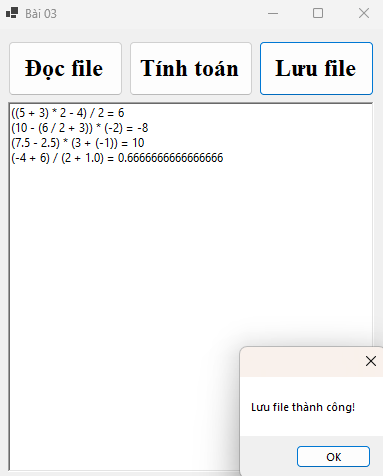 Bài 03
Đọc file
Tính toán
Lưu file
((5 + 3) * 2 - 4) / 2 = 6
(10 - (6 / 2 + 3)) * (-2) = -8
(7.5 - 2.5) * (3 + (-1)) = 10
(-4 + 6) / (2 + 1.0) = 0.6666666666666666
Lưu file thành công!
OK